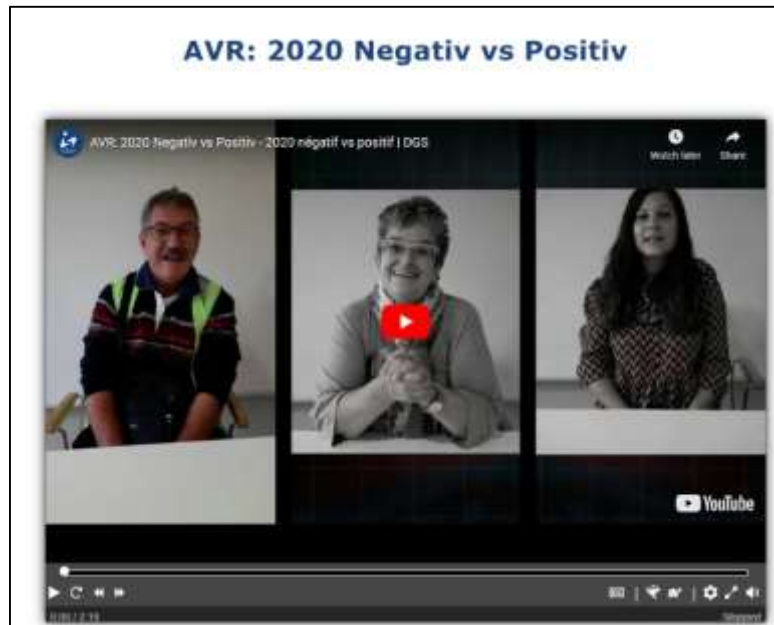 AVR: 2020 Negativ vs Positiv
AVR: 2020 Negativ vs Positiv - 2020 négatif vs positif | DGS
Watch later
Share
YouTube
Stopped